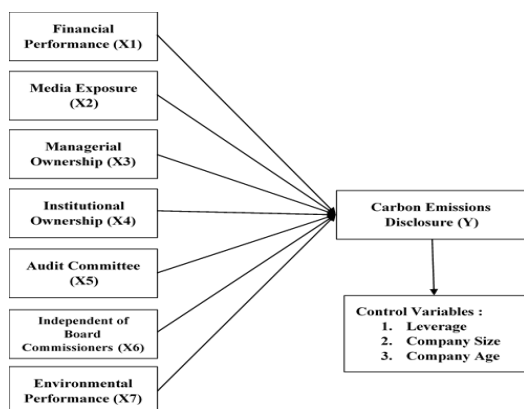 Financial
Performance (X1)
Media Exposure
(X2)
Managerial
Ownership (X3)
Institutional
Ownership (X4)
Audit Committee
(X5)
Independent of
Board
Commissioners (X6)
Environmental
Performance (X7)
Carbon Emissions
Disclosure (Y)
Control Variables :
1. Leverage
2. Company Size
3. Company Age